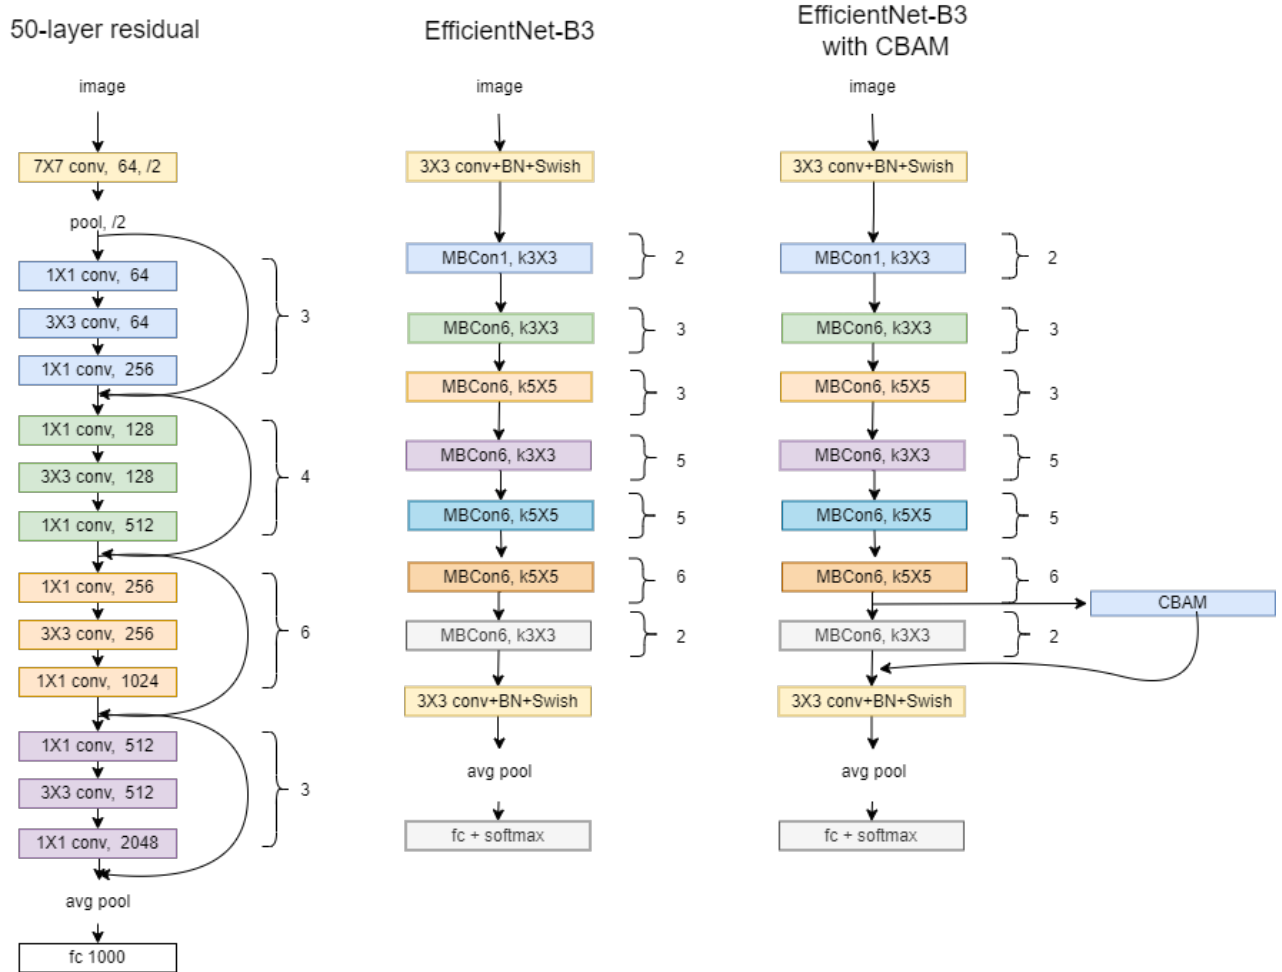 50-layer residual
image
7X7 conv, 64, /2
pool, /2
1X1 conv, 64
3X3 conv, 64
1X1 conv, 256
3
1X1 conv, 128
3X3 conv, 128
1X1 conv, 512
4
1X1 conv, 256
3X3 conv, 256
1X1 conv, 1024
6
1X1 conv, 512
3X3 conv, 512
1X1 conv, 2048
3
avg pool
fc 1000
EfficientNet-B3
image
3X3 conv+BN+Swish
MBCon1, k3X3
2
MBCon6, k3X3
3
MBCon6, k5X5
3
MBCon6, k3X3
5
MBCon6, k5X5
5
MBCon6, k5X5
6
MBCon6, k3X3
2
3X3 conv+BN+Swish
avg pool
fc + softmax
EfficientNet-B3
with CBAM
image
3X3 conv+BN+Swish
MBCon1, k3X3
2
MBCon6, k3X3
3
MBCon6, k5X5
3
MBCon6, k3X3
5
MBCon6, k5X5
5
MBCon6, k5X5
6
CBAM
MBCon6, k3X3
2
3X3 conv+BN+Swish
avg pool
fc + softmax